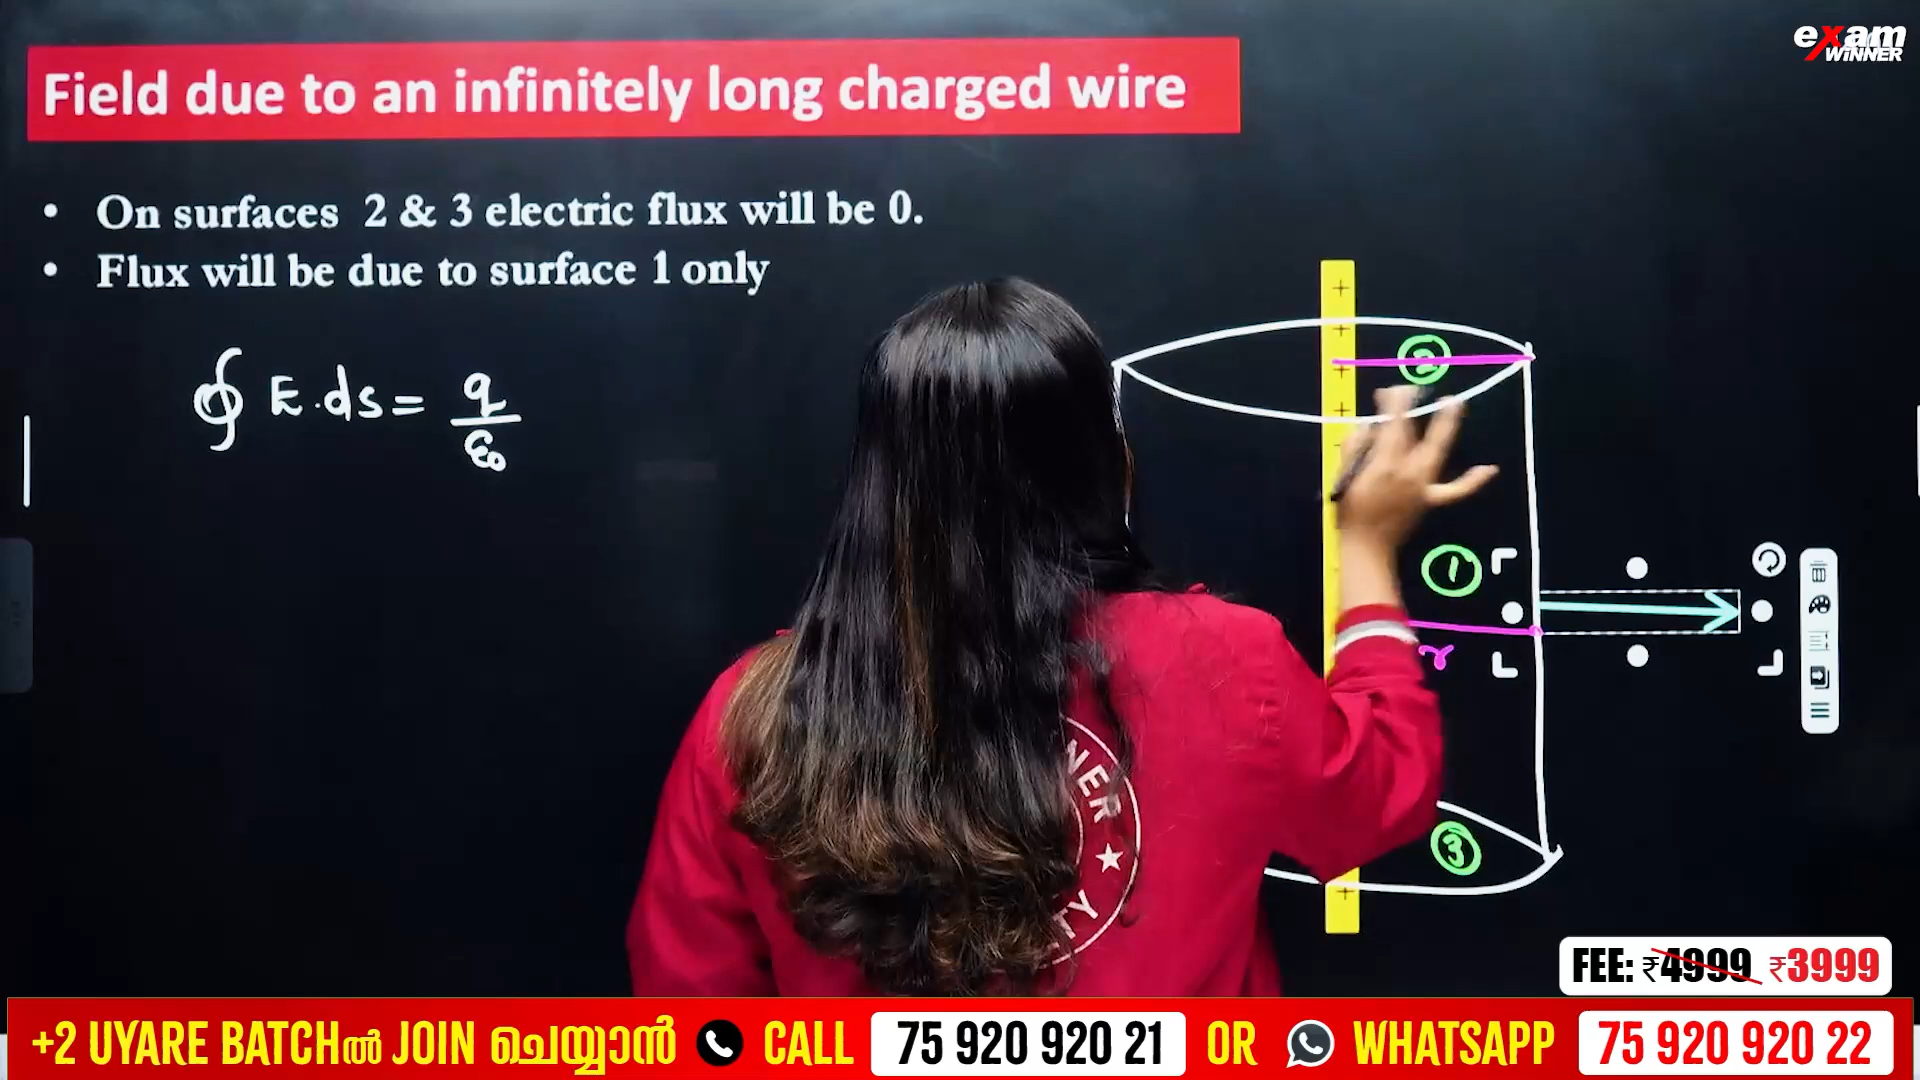 exam
WINNER
Field due to an infinitely long charged wire
• On surfaces 2 & 3 electric flux will be 0.
• Flux will be due to surface 1 only
∮ E.ds = q/ε₀
2
1
r
3
NER
TY
FEE: ₹4999 ₹3999
+2 UYARE BATCHൽ JOIN ചെയ്യാൻ CALL 75 920 920 21 OR WHATSAPP 75 920 920 22